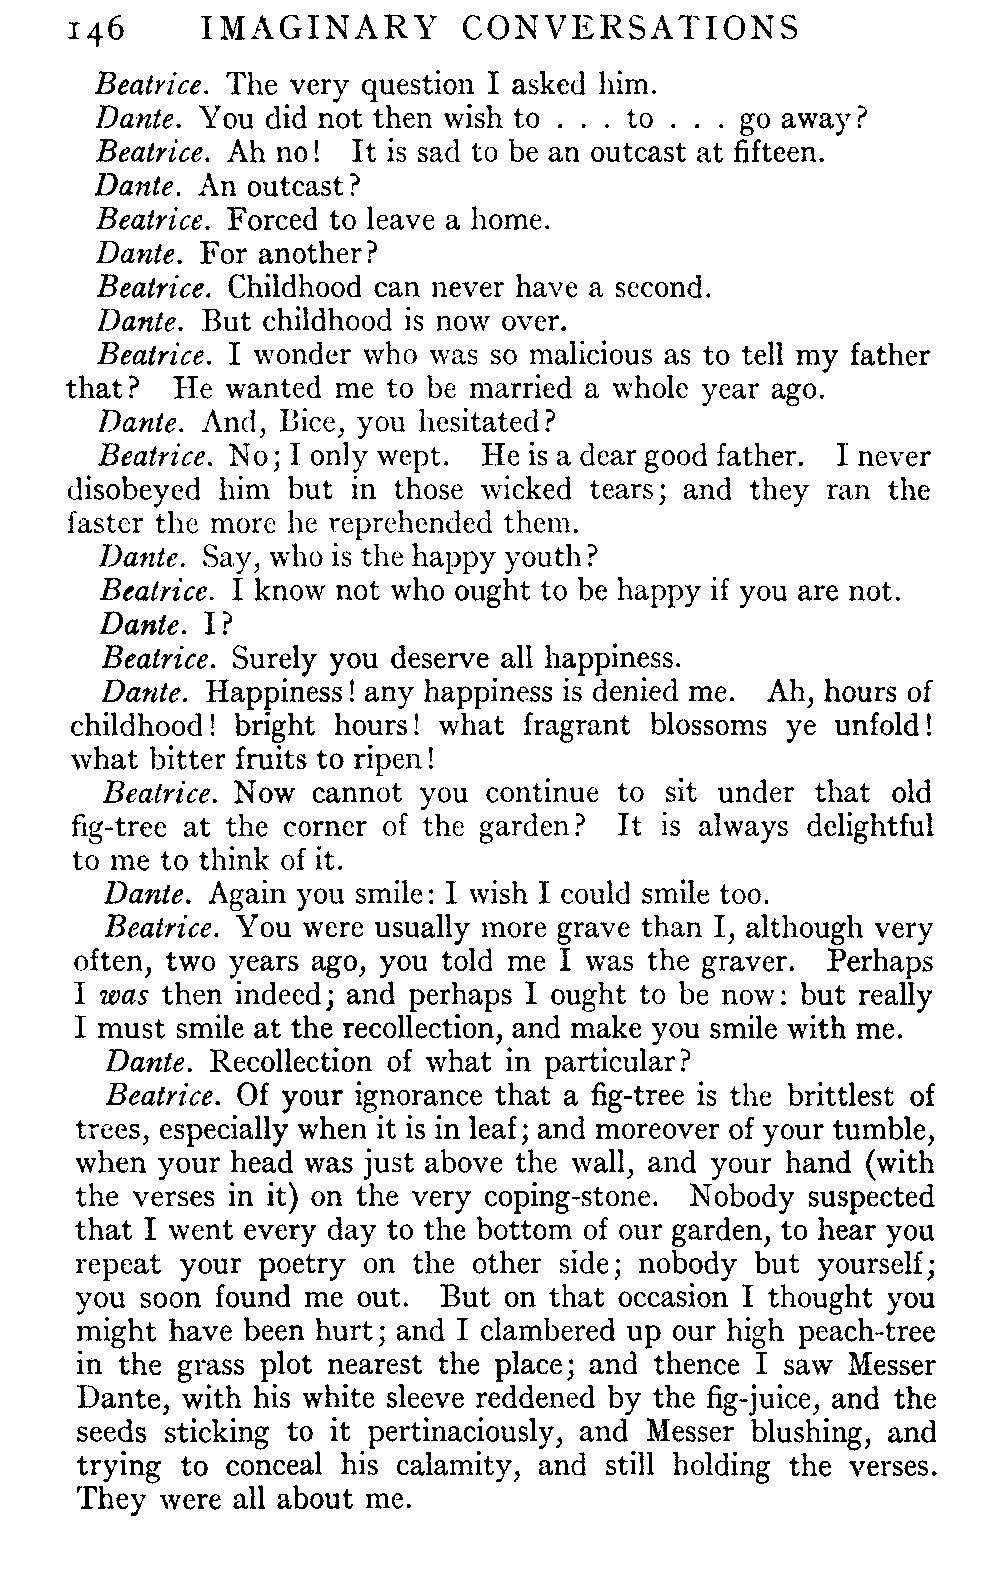 146 IMAGINARY CONVERSATIONS
Beatrice. The very question I asked him.
Dante. You did not then wish to . . . to . . . go away?
Beatrice. Ah no! It is sad to be an outcast at fifteen.
Dante. An outcast?
Beatrice. Forced to leave a home.
Dante. For another?
Beatrice. Childhood can never have a second.
Dante. But childhood is now over.
Beatrice. I wonder who was so malicious as to tell my father
that? He wanted me to be married a whole year ago.
Dante. And, Bice, you hesitated?
Beatrice. No; I only wept. He is a dear good father. I never
disobeyed him but in those wicked tears; and they ran the
faster the more he reprehended them.
Dante. Say, who is the happy youth?
Beatrice. I know not who ought to be happy if you are not.
Dante. I?
Beatrice. Surely you deserve all happiness.
Dante. Happiness! any happiness is denied me. Ah, hours of
childhood! bright hours! what fragrant blossoms ye unfold!
what bitter fruits to ripen!
Beatrice. Now cannot you continue to sit under that old
fig-tree at the corner of the garden? It is always delightful
to me to think of it.
Dante. Again you smile: I wish I could smile too.
Beatrice. You were usually more grave than I, although very
often, two years ago, you told me I was the graver. Perhaps
I was then indeed; and perhaps I ought to be now: but really
I must smile at the recollection, and make you smile with me.
Dante. Recollection of what in particular?
Beatrice. Of your ignorance that a fig-tree is the brittlest of
trees, especially when it is in leaf; and moreover of your tumble,
when your head was just above the wall, and your hand (with
the verses in it) on the very coping-stone. Nobody suspected
that I went every day to the bottom of our garden, to hear you
repeat your poetry on the other side; nobody but yourself;
you soon found me out. But on that occasion I thought you
might have been hurt; and I clambered up our high peach-tree
in the grass plot nearest the place; and thence I saw Messer
Dante, with his white sleeve reddened by the fig-juice, and the
seeds sticking to it pertinaciously, and Messer blushing, and
trying to conceal his calamity, and still holding the verses.
They were all about me.